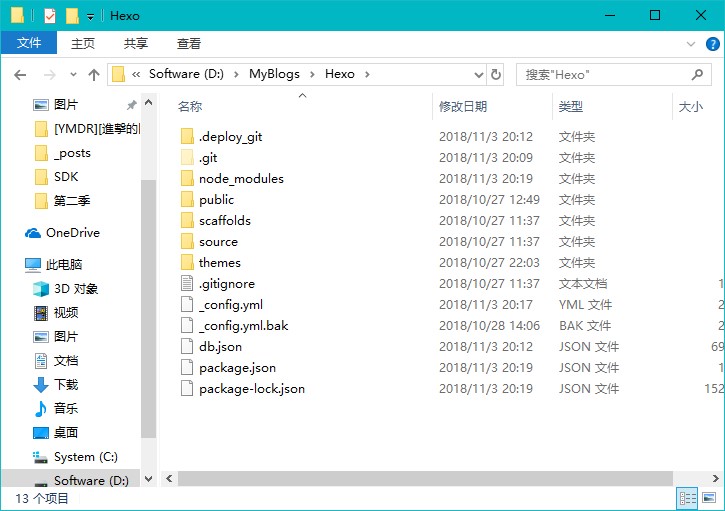 Hexo
文件 主页 共享 查看
« Software (D:) > MyBlogs > Hexo > 搜索"Hexo"
名称 修改日期 类型 大小
图片
[YMDR][進撃的
_posts
SDK
第二季
OneDrive
此电脑
3D 对象
视频
图片
文档
下载
音乐
桌面
System (C:)
Software (D:)
.deploy_git 2018/11/3 20:12 文件夹
.git 2018/11/3 20:09 文件夹
node_modules 2018/11/3 20:19 文件夹
public 2018/10/27 12:49 文件夹
scaffolds 2018/10/27 11:37 文件夹
source 2018/10/27 11:37 文件夹
themes 2018/10/27 22:03 文件夹
.gitignore 2018/10/27 11:37 文本文档 1
_config.yml 2018/11/3 20:17 YML 文件 2
_config.yml.bak 2018/10/28 14:06 BAK 文件 2
db.json 2018/11/3 20:12 JSON 文件 69
package.json 2018/11/3 20:19 JSON 文件 1
package-lock.json 2018/11/3 20:19 JSON 文件 152
13 个项目